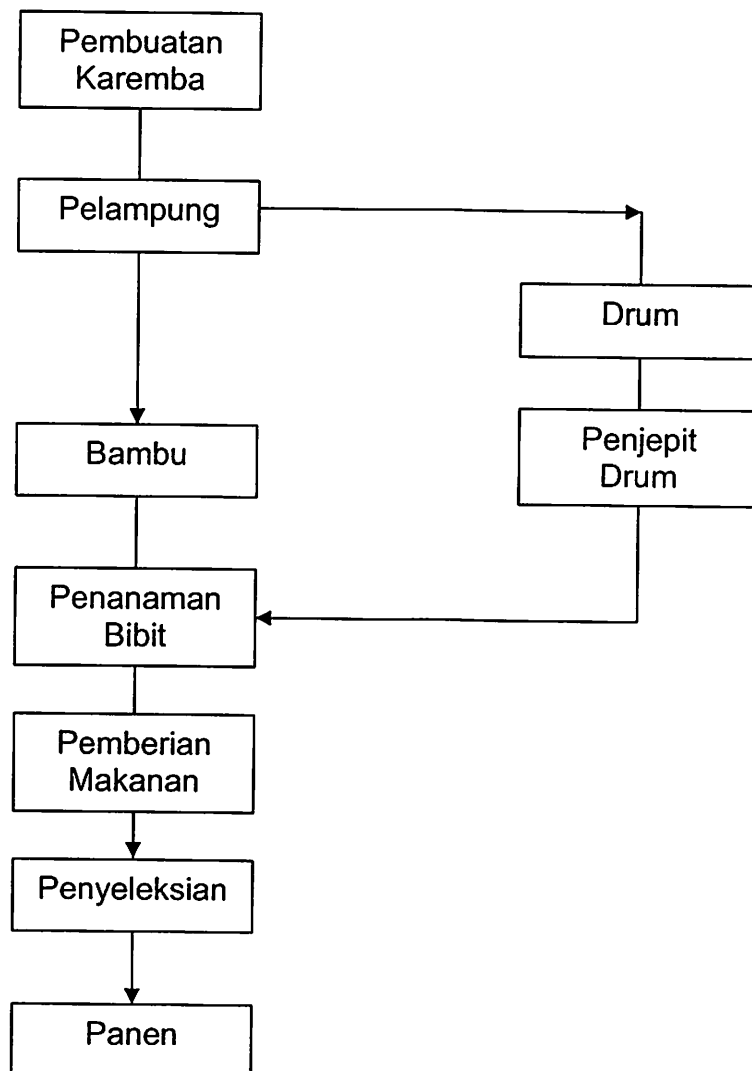 Pembuatan
Karemba
Pelampung
Drum
Bambu
Penjepit
Drum
Penanaman
Bibit
Pemberian
Makanan
Penyeleksian
Panen